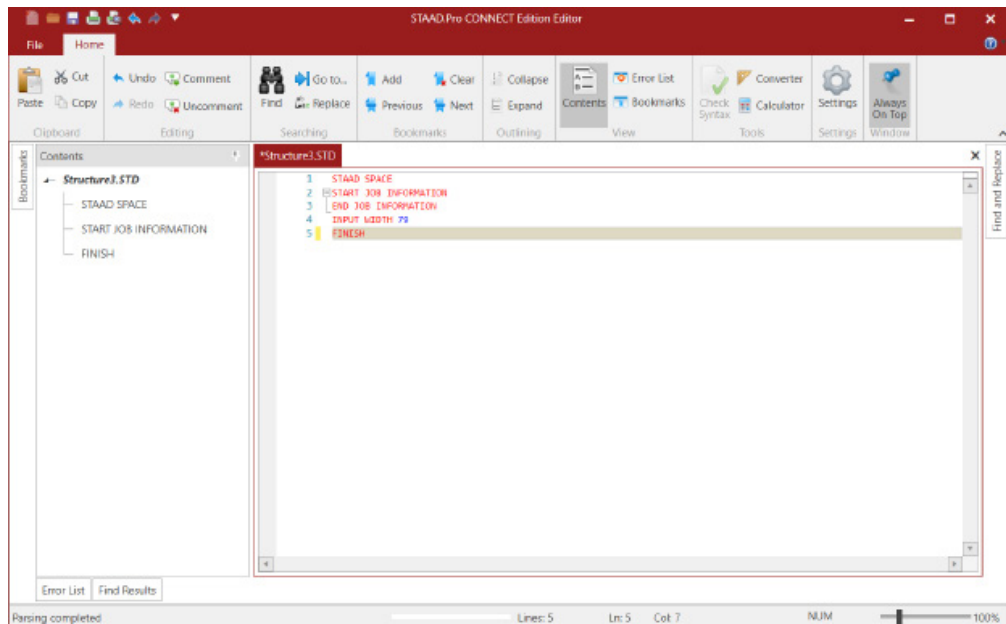 STAAD.Pro CONNECT Edition Editor
File Home
Paste Cut Copy Clipboard
Undo Redo Comment Uncomment Editing
Find Go to... Replace Searching
Add Previous Clear Next Bookmarks
Collapse Expand Outlining
Contents Error List Bookmarks View
Check Syntax Converter Calculator Tools
Settings Settings
Always On Top Window
Bookmarks
Contents
Structure3.STD
STAAD SPACE
START JOB INFORMATION
FINISH
*Structure3.STD
1 STAAD SPACE
2 START JOB INFORMATION
3 END JOB INFORMATION
4 INPUT WIDTH 79
5 FINISH
Find and Replace
Error List Find Results
Parsing completed Lines: 5 Ln: 5 Col: 7 NUM 100%